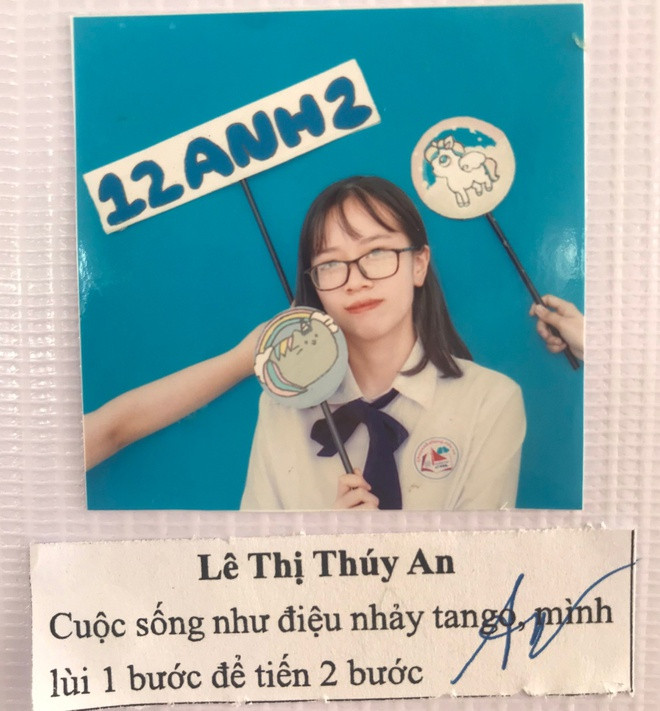 12ANH2
Lê Thị Thúy An
Cuộc sống như điệu nhảy tango, mình
lùi 1 bước để tiến 2 bước